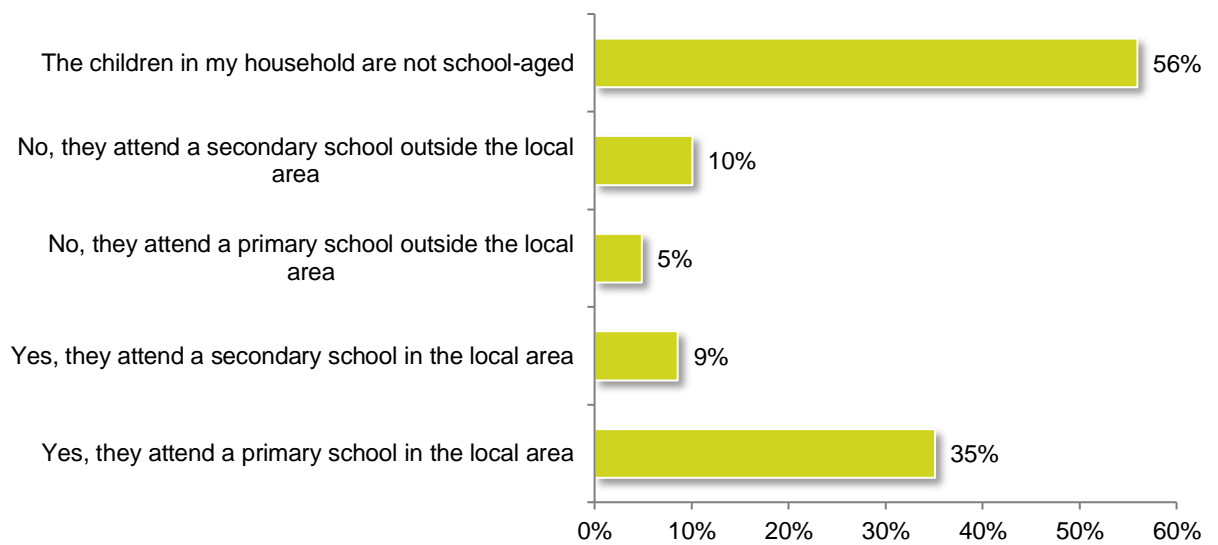 The children in my household are not school-aged
56%
No, they attend a secondary school outside the local
area
10%
No, they attend a primary school outside the local
area
5%
Yes, they attend a secondary school in the local area
9%
Yes, they attend a primary school in the local area
35%
0% 10% 20% 30% 40% 50% 60%